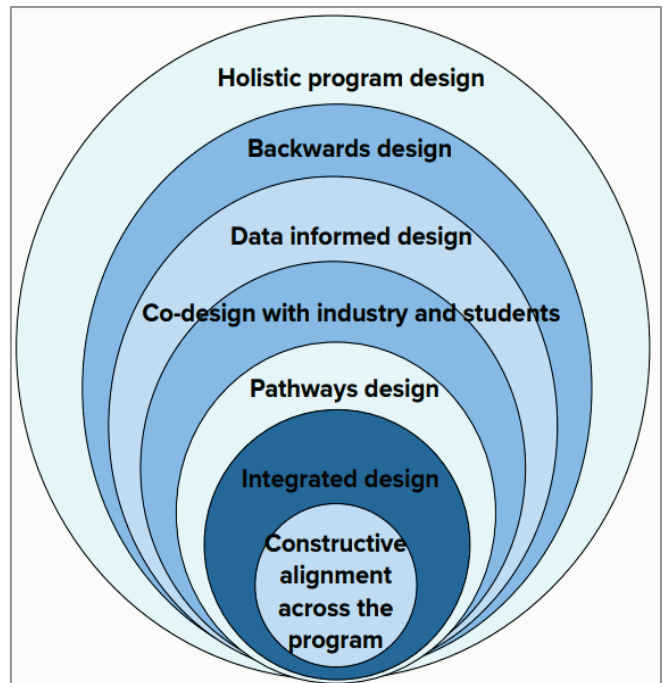 Holistic program design
Backwards design
Data informed design
Co-design with industry and students
Pathways design
Integrated design
Constructive
alignment
across the
program